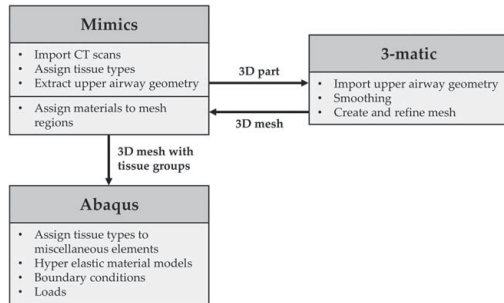 Mimics
• Import CT scans
• Assign tissue types
• Extract upper airway geometry
• Assign materials to mesh
regions
3D part
3D mesh
3-matic
• Import upper airway geometry
• Smoothing
• Create and refine mesh
3D mesh with
tissue groups
Abaqus
• Assign tissue types to
miscellaneous elements
• Hyper elastic material models
• Boundary conditions
• Loads